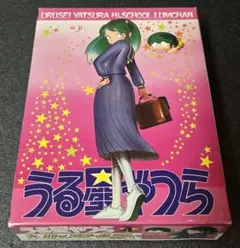 URUSEI YATSURA HI-SCHOOL LUMCHAN
うる星やつら